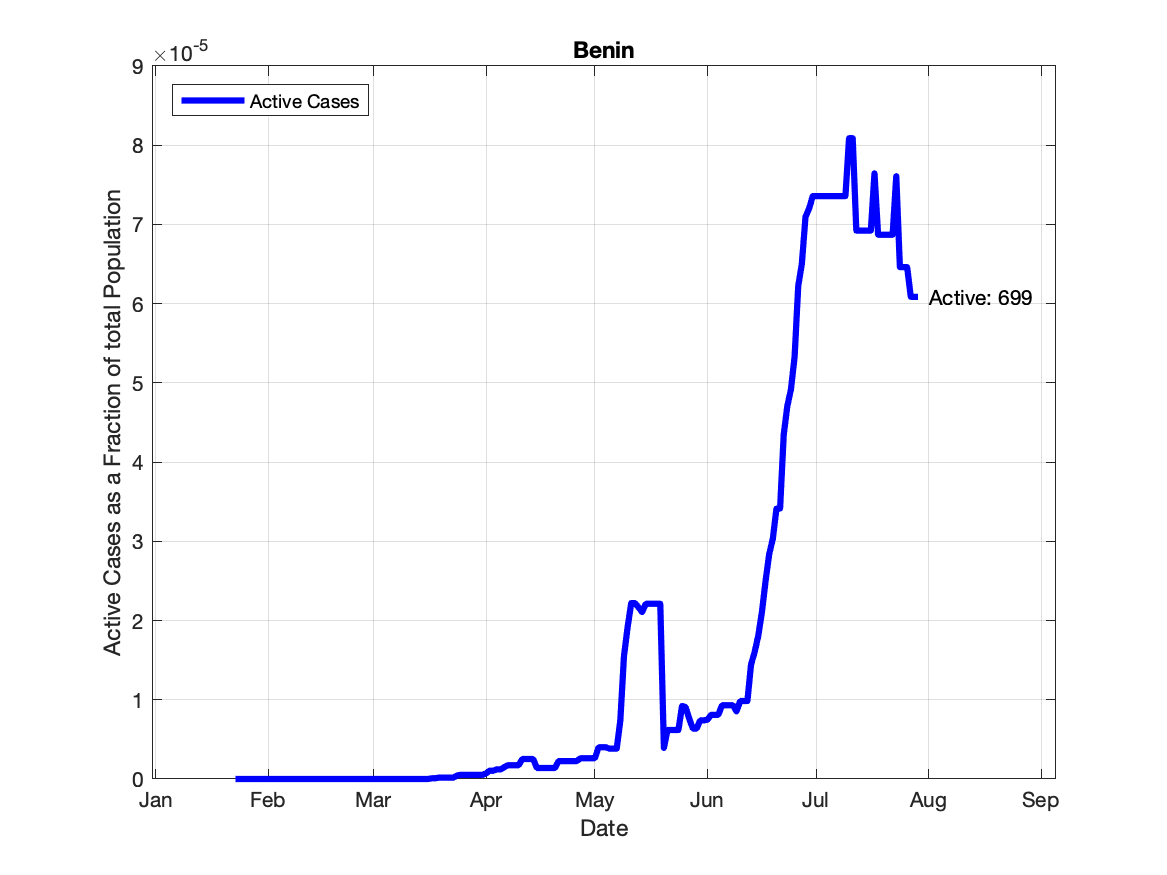 Benin
×10-5
Active Cases
9
8
7
6
5
4
3
2
1
0
Active Cases as a Fraction of total Population
Active: 699
Jan Feb Mar Apr May Jun Jul Aug Sep
Date